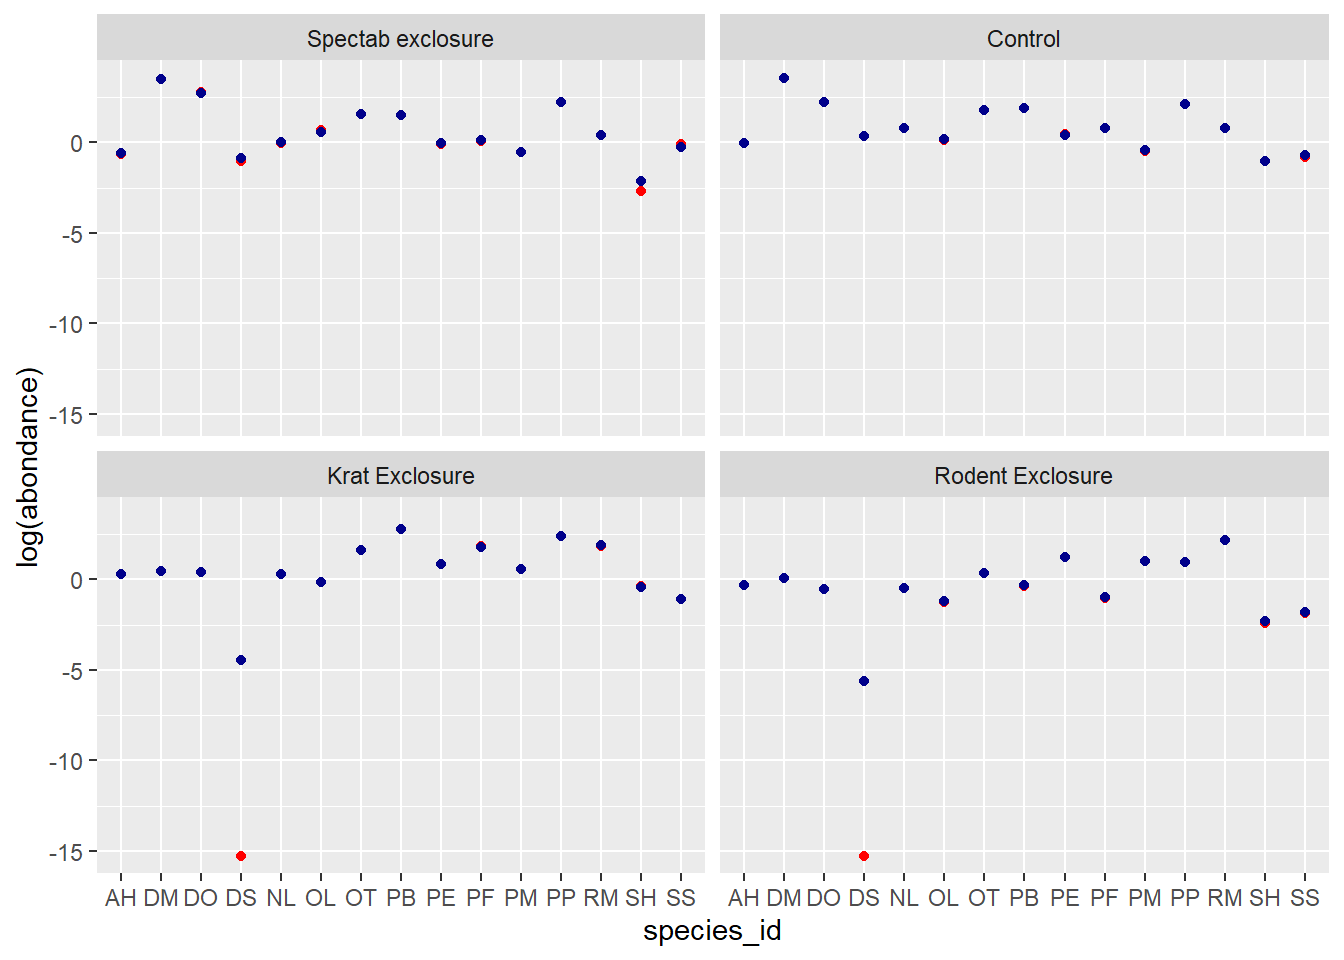 Spectab exclosure
Control
0
-5
-10
-15
log(abondance)
Krat Exclosure
Rodent Exclosure
0
-5
-10
-15
AH DM DO DS NL OL OT PB PE PF PM PP RM SH SS
AH DM DO DS NL OL OT PB PE PF PM PP RM SH SS
species_id